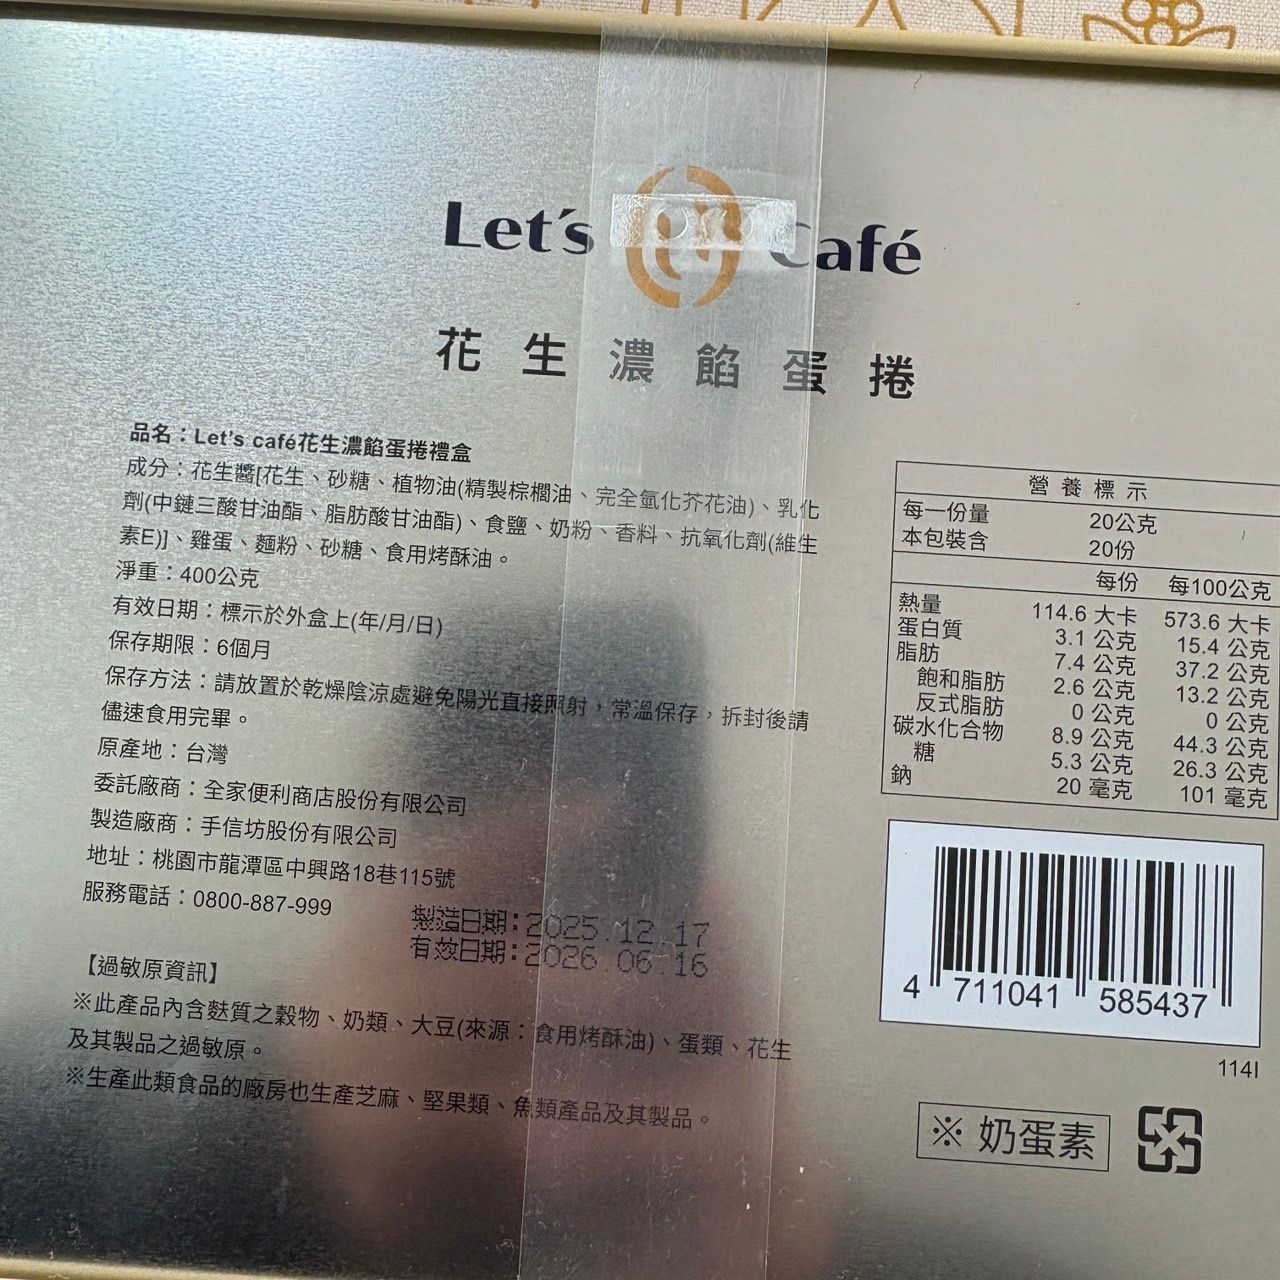 Let's Café
花生濃餡蛋捲
品名：Let's café花生濃餡蛋捲禮盒
成分：花生醬[花生、砂糖、植物油(精製棕櫚油、完全氫化芥花油)、乳化
劑(中鏈三酸甘油酯、脂肪酸甘油酯)、食鹽、奶粉、香料、抗氧化劑(維生
素E)]、雞蛋、麵粉、砂糖、食用烤酥油。
淨重：400公克
有效日期：標示於外盒上(年/月/日)
保存期限：6個月
保存方法：請放置於乾燥陰涼處避免陽光直接照射，常溫保存，拆封後請
儘速食用完畢。
原產地：台灣
委託廠商：全家便利商店股份有限公司
製造廠商：手信坊股份有限公司
地址：桃園市龍潭區中興路18巷115號
服務電話：0800-887-999
製造日期:2025.12.17
有效日期:2026.06.16
【過敏原資訊】
※此產品內含麩質之穀物、奶類、大豆(來源：食用烤酥油)、蛋類、花生
及其製品之過敏原。
※生產此類食品的廠房也生產芝麻、堅果類、魚類產品及其製品。
營養標示
每一份量 20公克
本包裝含 20份
每份 每100公克
熱量 114.6 大卡 573.6 大卡
蛋白質 3.1 公克 15.4 公克
脂肪 7.4 公克 37.2 公克
飽和脂肪 2.6 公克 13.2 公克
反式脂肪 0 公克 0 公克
碳水化合物 8.9 公克 44.3 公克
糖 5.3 公克 26.3 公克
鈉 20 毫克 101 毫克
4 711041 585437
114I
※ 奶蛋素